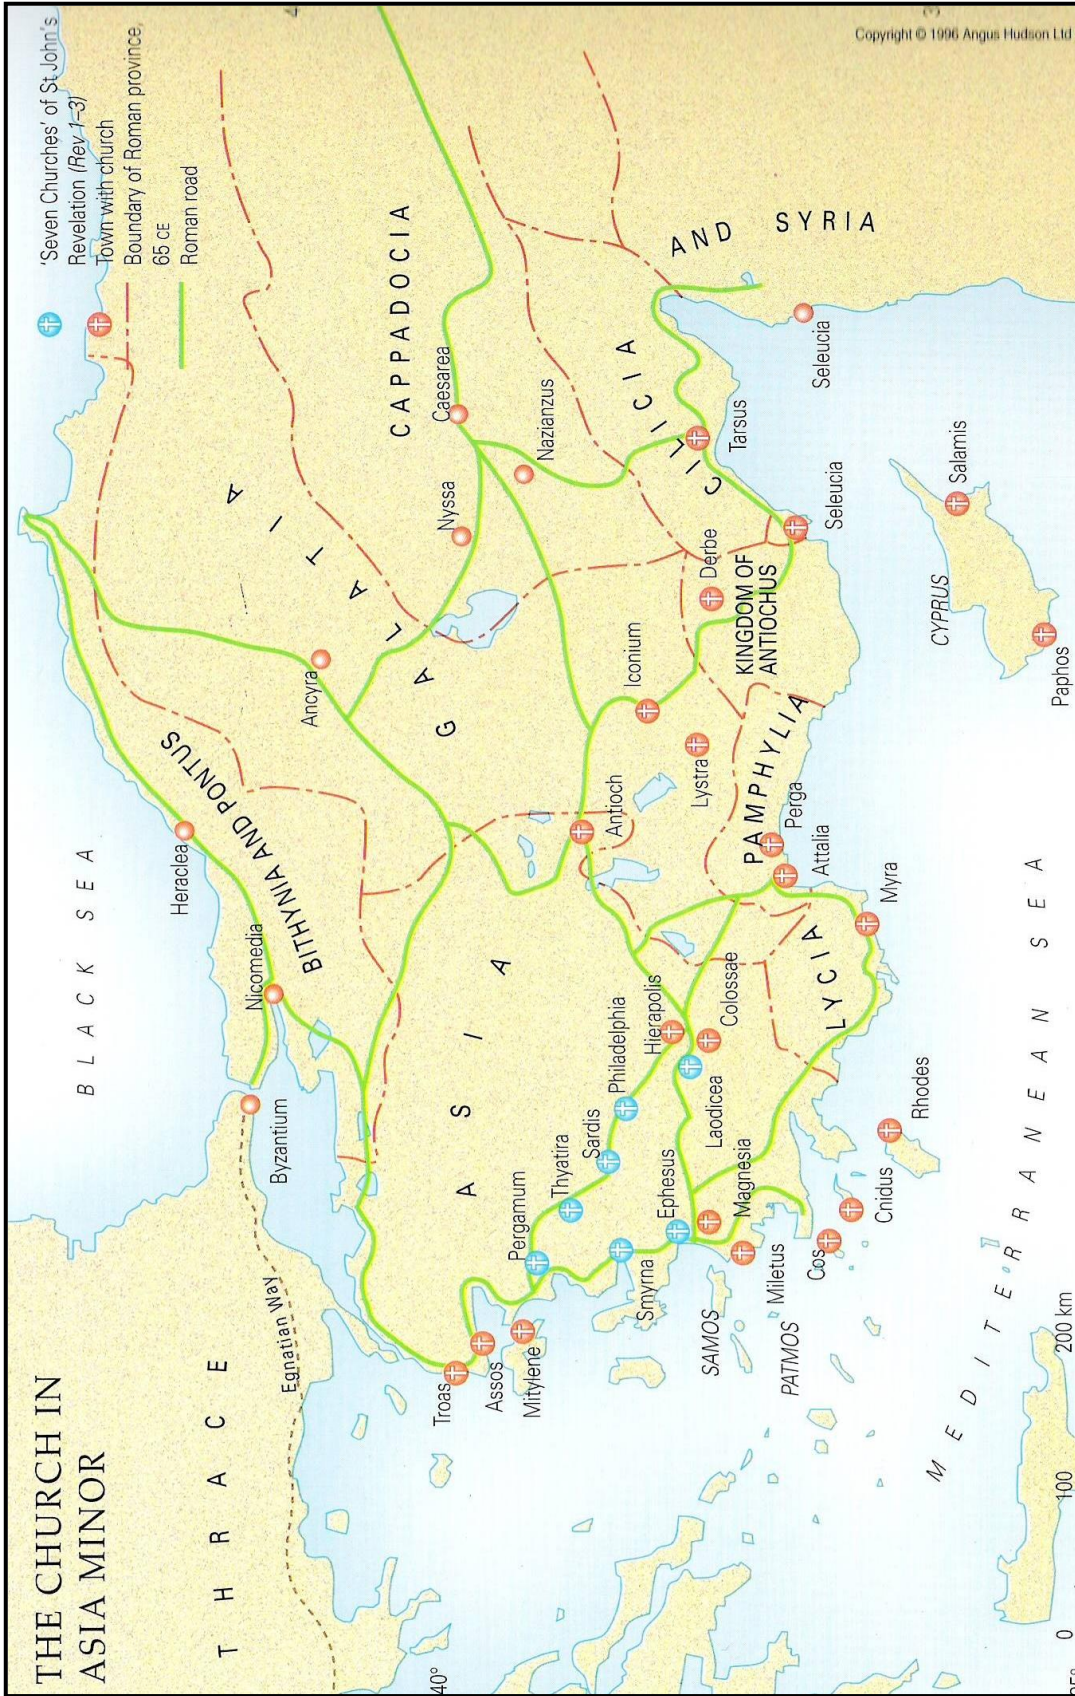 THE CHURCH IN
ASIA MINOR
'Seven Churches' of St John's
Revelation (Rev 1–3)
Town with church
Boundary of Roman province,
65 CE
Roman road
Copyright © 1996 Angus Hudson Ltd
BLACK SEA
THRACE
Egnatian Way
Byzantium
Nicomedia
Heraclea
BITHYNIA AND PONTUS
Ancyra
GALATIA
Nyssa
Caesarea
CAPPADOCIA
Nazianzus
ASIA
Troas
Assos
Mitylene
Pergamum
Thyatira
Sardis
Philadelphia
Hierapolis
Colossae
Laodicea
Smyrna
Ephesus
Magnesia
Miletus
SAMOS
PATMOS
Cos
Cnidus
Rhodes
Antioch
Iconium
Lystra
Derbe
KINGDOM OF
ANTIOCHUS
PAMPHYLIA
Perga
Attalia
LYCIA
Myra
CILICIA
Tarsus
Seleucia
AND SYRIA
Seleucia
CYPRUS
Salamis
Paphos
MEDITERRANEAN SEA
40°
0 100 200 km